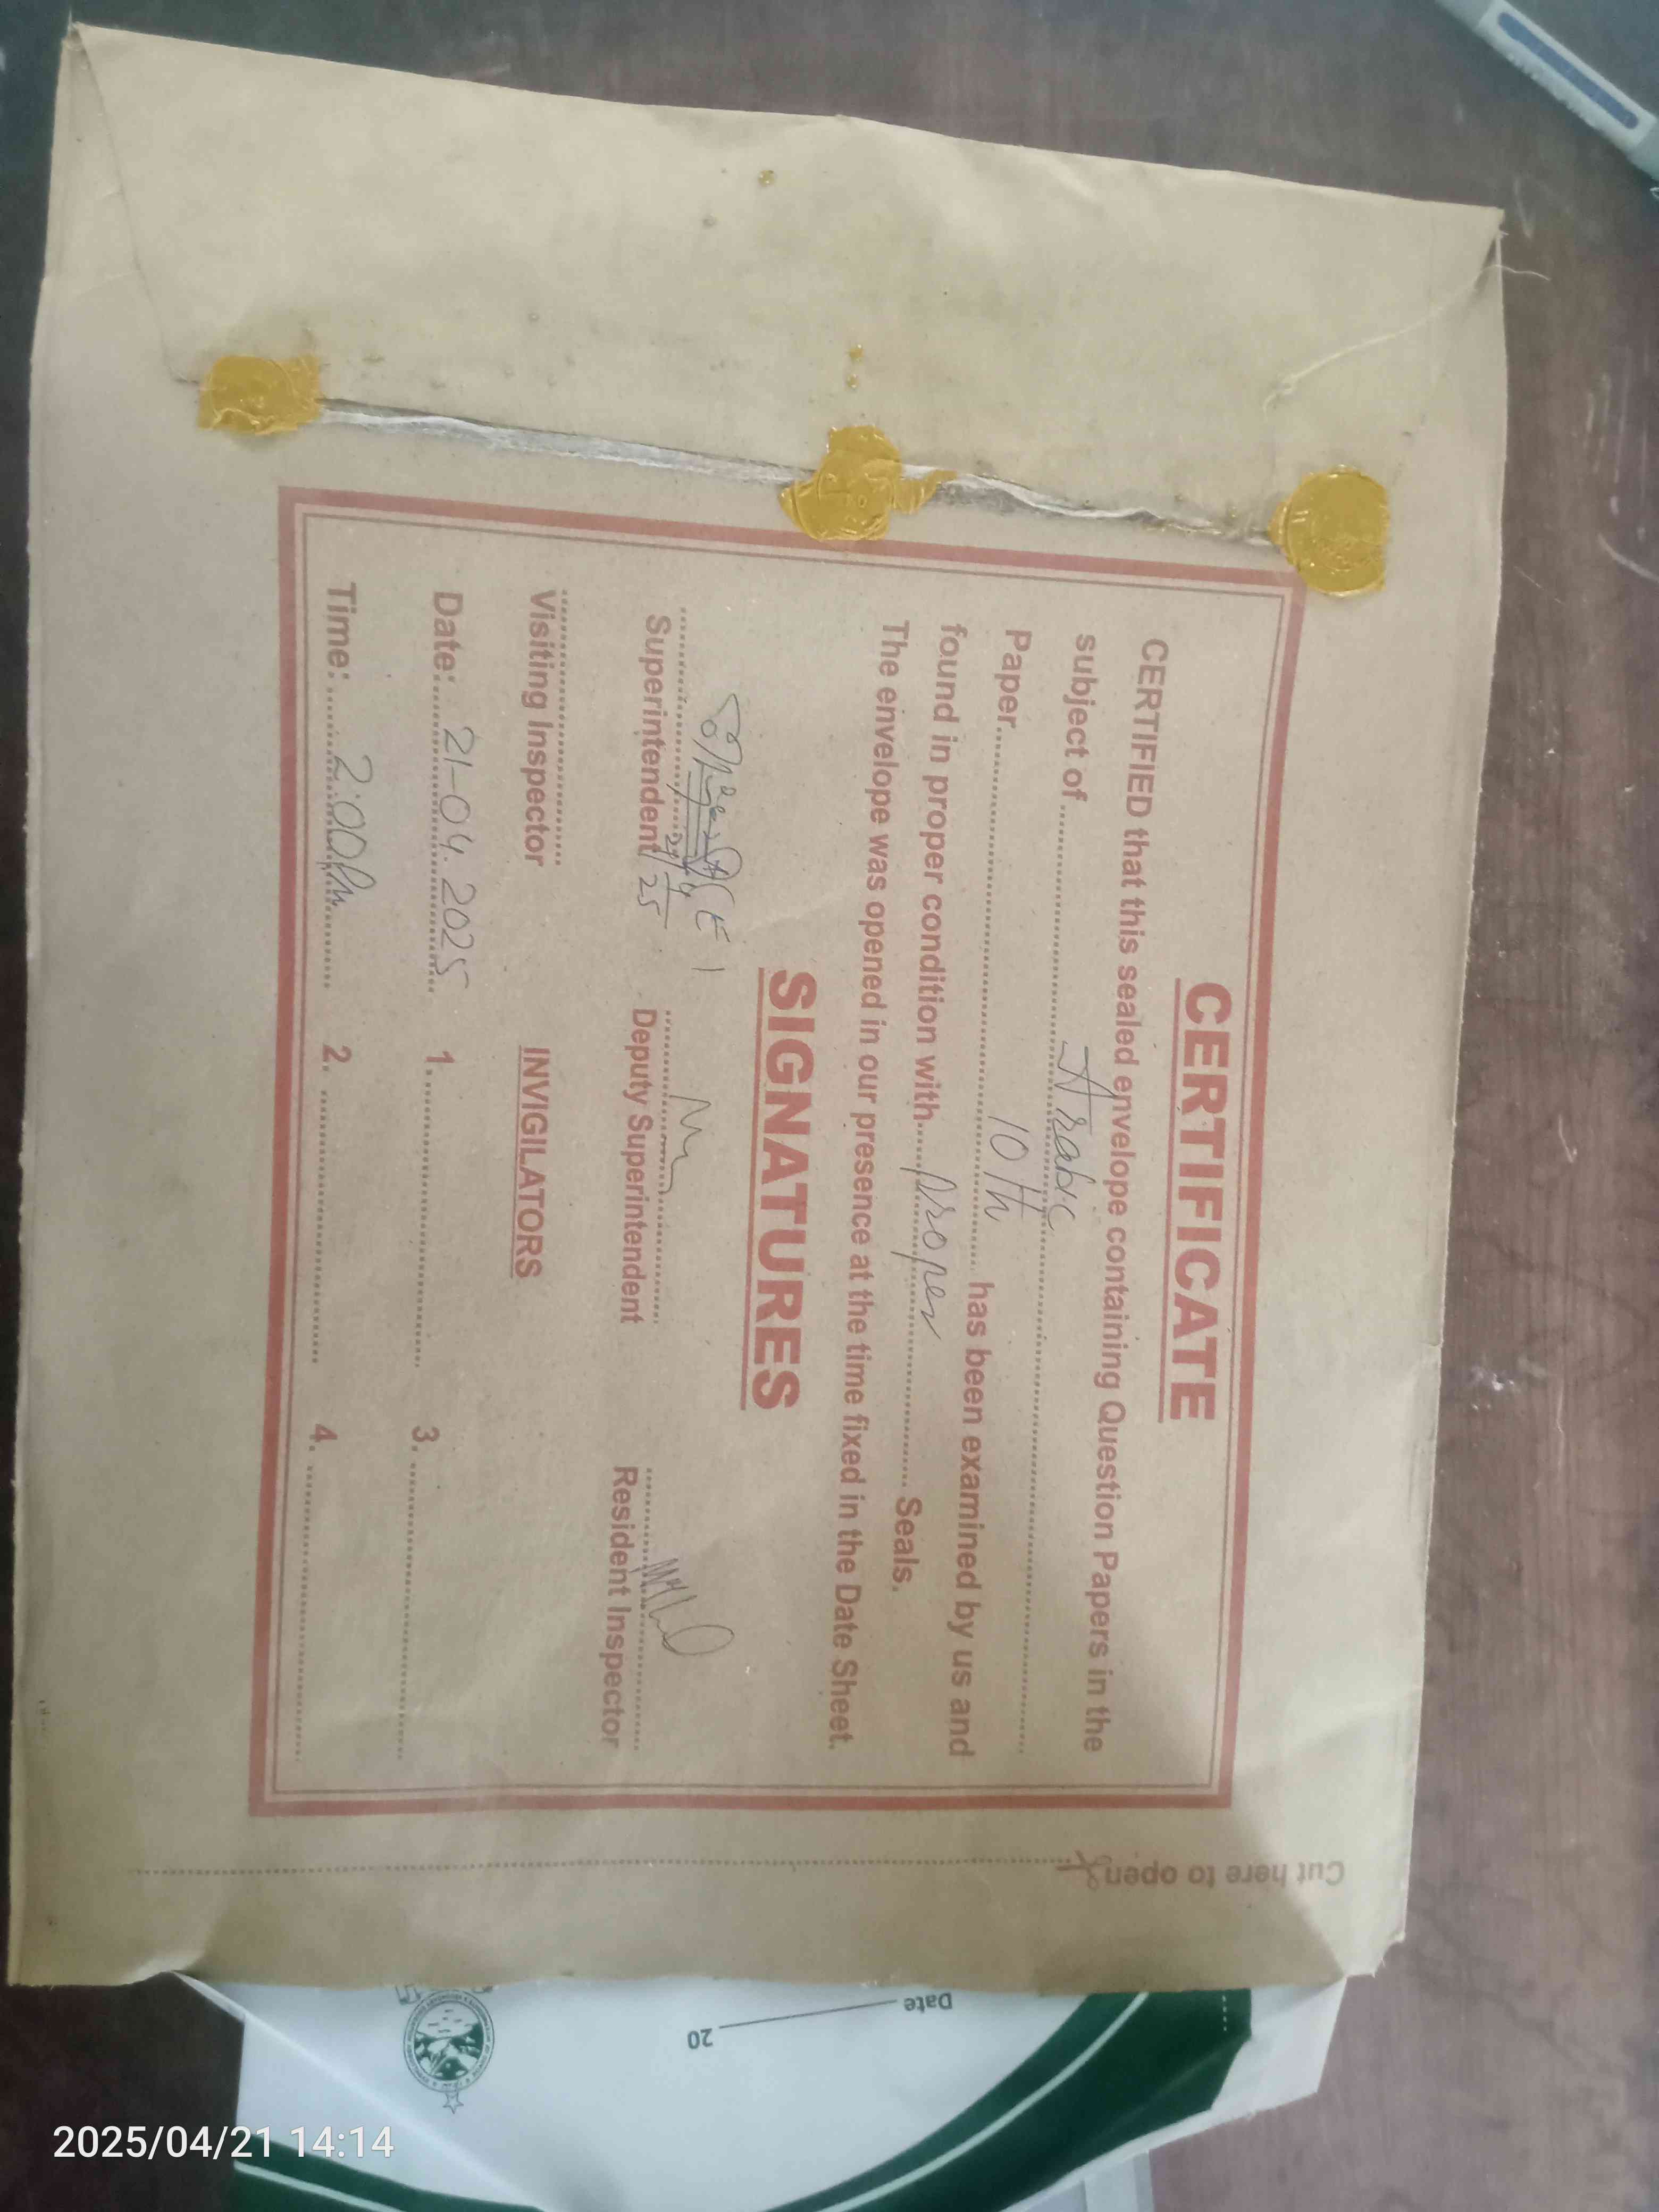 CERTIFICATE
CERTIFIED that this sealed envelope containing Question Papers in the
subject of Arabic
Paper 10th has been examined by us and
found in proper condition with proper Seals.
The envelope was opened in our presence at the time fixed in the Date Sheet.
SIGNATURES
21/4/25
Superintendent
Deputy Superintendent
Resident Inspector
Visiting Inspector
INVIGILATORS
Date: 21-04.2025 1. 3.
Time: 2:00Pm 2. 4.
Cut here to open
Date 20
2025/04/21 14:14